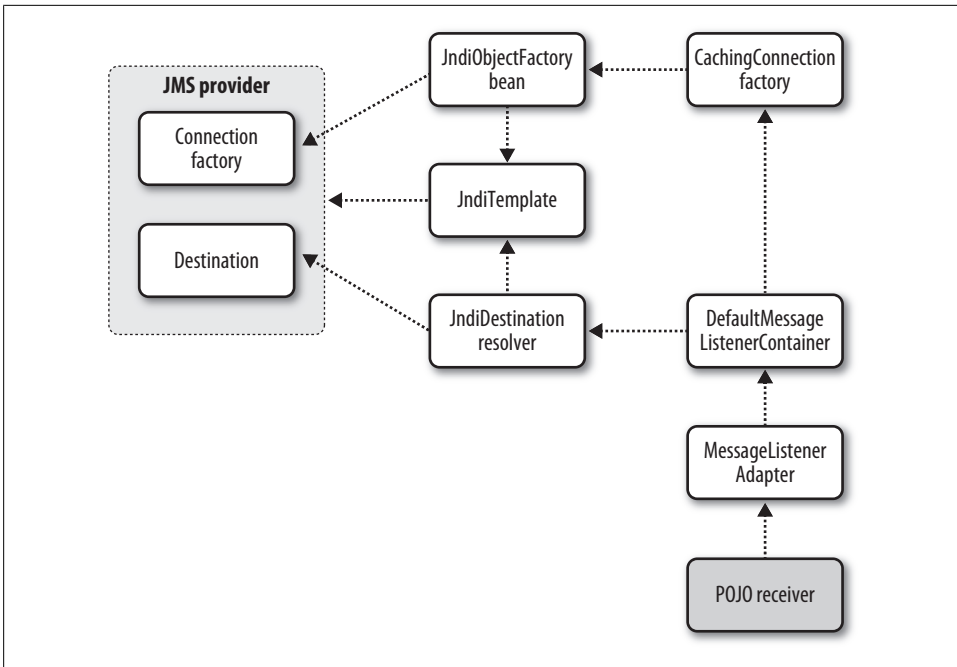 JMS provider
Connection
factory
Destination
JndiObjectFactory
bean
JndiTemplate
JndiDestination
resolver
CachingConnection
factory
DefaultMessage
ListenerContainer
MessageListener
Adapter
POJO receiver